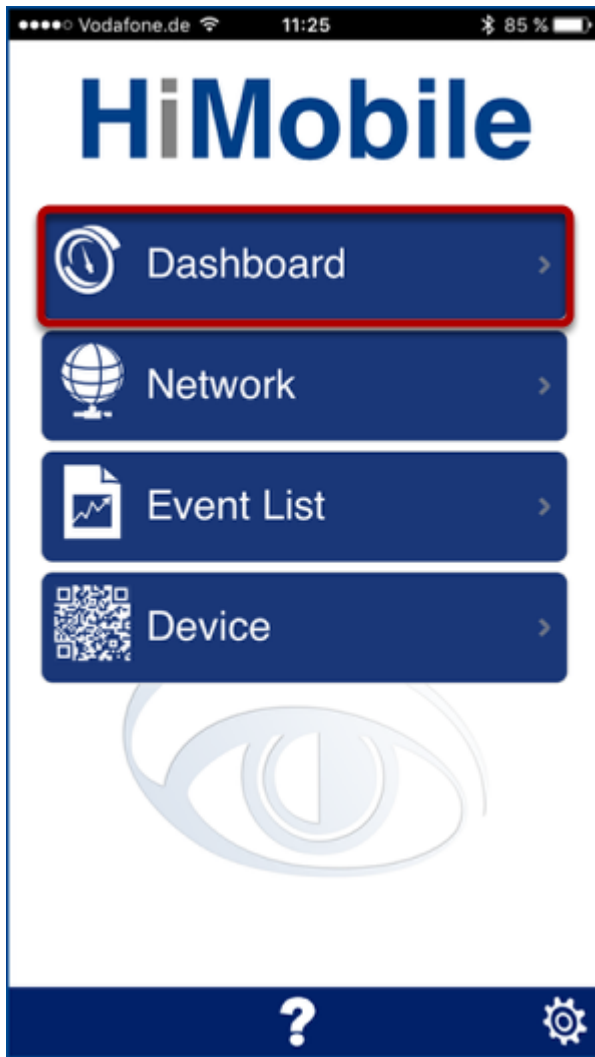 Vodafone.de 11:25 85 %
HiMobile
Dashboard
Network
Event List
Device
?